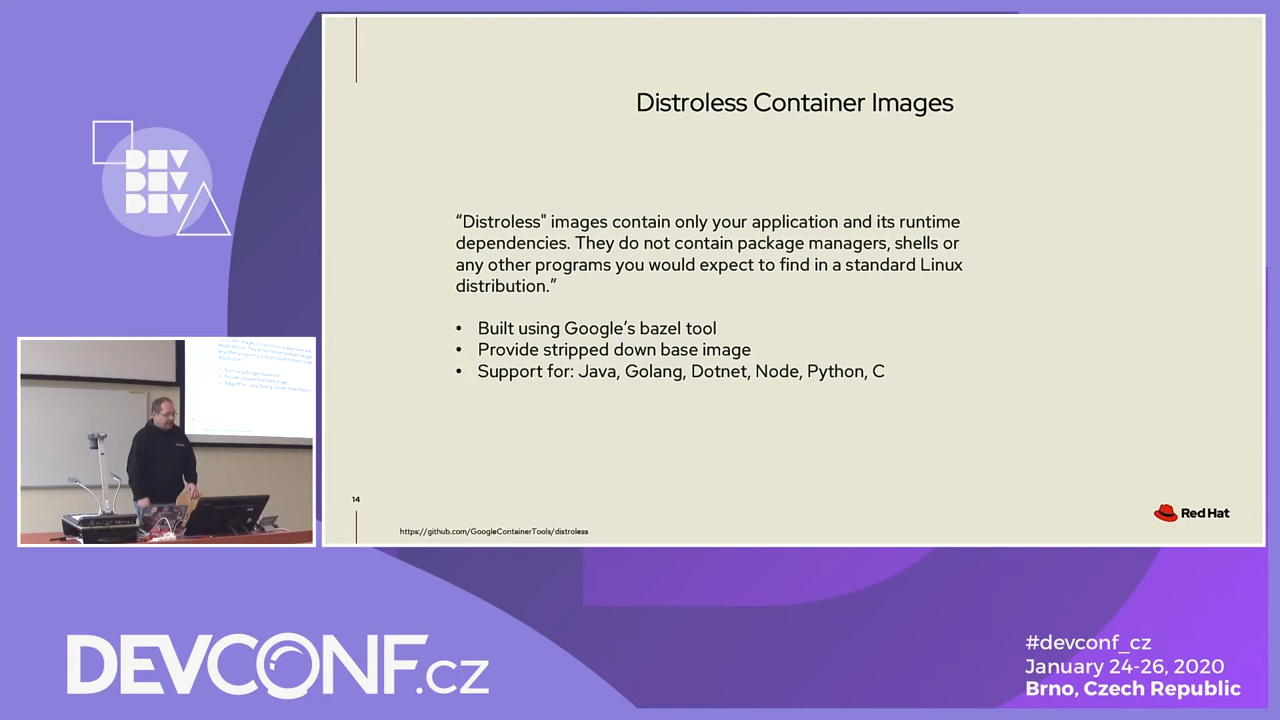 DEV
DEV
DEV
Distroless Container Images
“Distroless" images contain only your application and its runtime
dependencies. They do not contain package managers, shells or
any other programs you would expect to find in a standard Linux
distribution.”
• Built using Google’s bazel tool
• Provide stripped down base image
• Support for: Java, Golang, Dotnet, Node, Python, C
14
https://github.com/GoogleContainerTools/distroless
Red Hat
DEVCONF.cz
#devconf_cz
January 24-26, 2020
Brno, Czech Republic